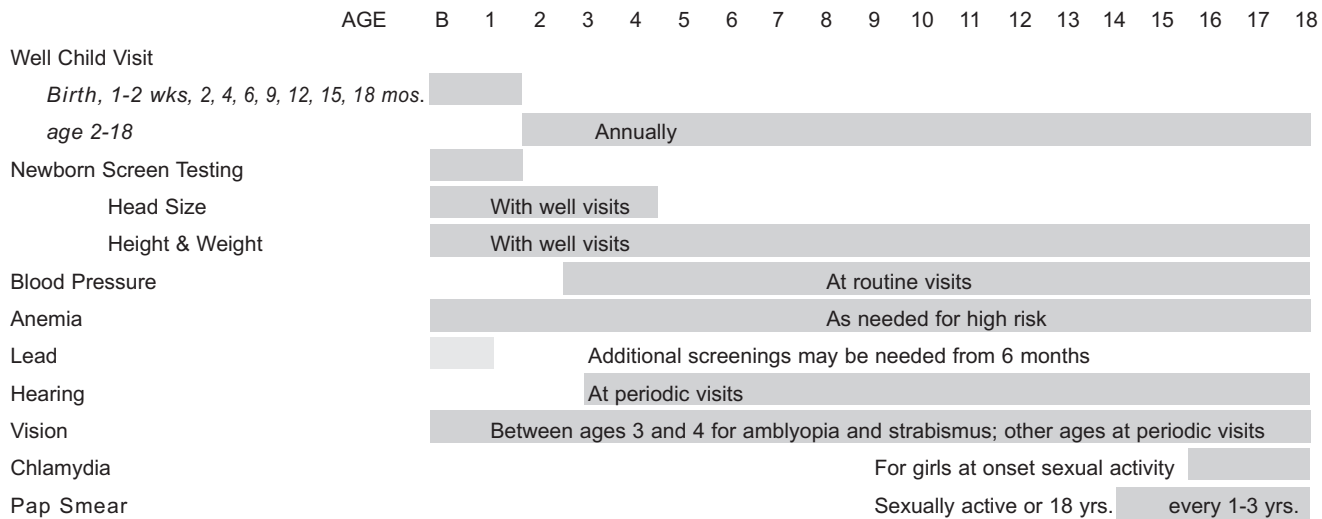 AGE B 1 2 3 4 5 6 7 8 9 10 11 12 13 14 15 16 17 18
Well Child Visit
Birth, 1-2 wks, 2, 4, 6, 9, 12, 15, 18 mos.
age 2-18 Annually
Newborn Screen Testing
Head Size With well visits
Height & Weight With well visits
Blood Pressure At routine visits
Anemia As needed for high risk
Lead Additional screenings may be needed from 6 months
Hearing At periodic visits
Vision Between ages 3 and 4 for amblyopia and strabismus; other ages at periodic visits
Chlamydia For girls at onset sexual activity
Pap Smear Sexually active or 18 yrs. every 1-3 yrs.